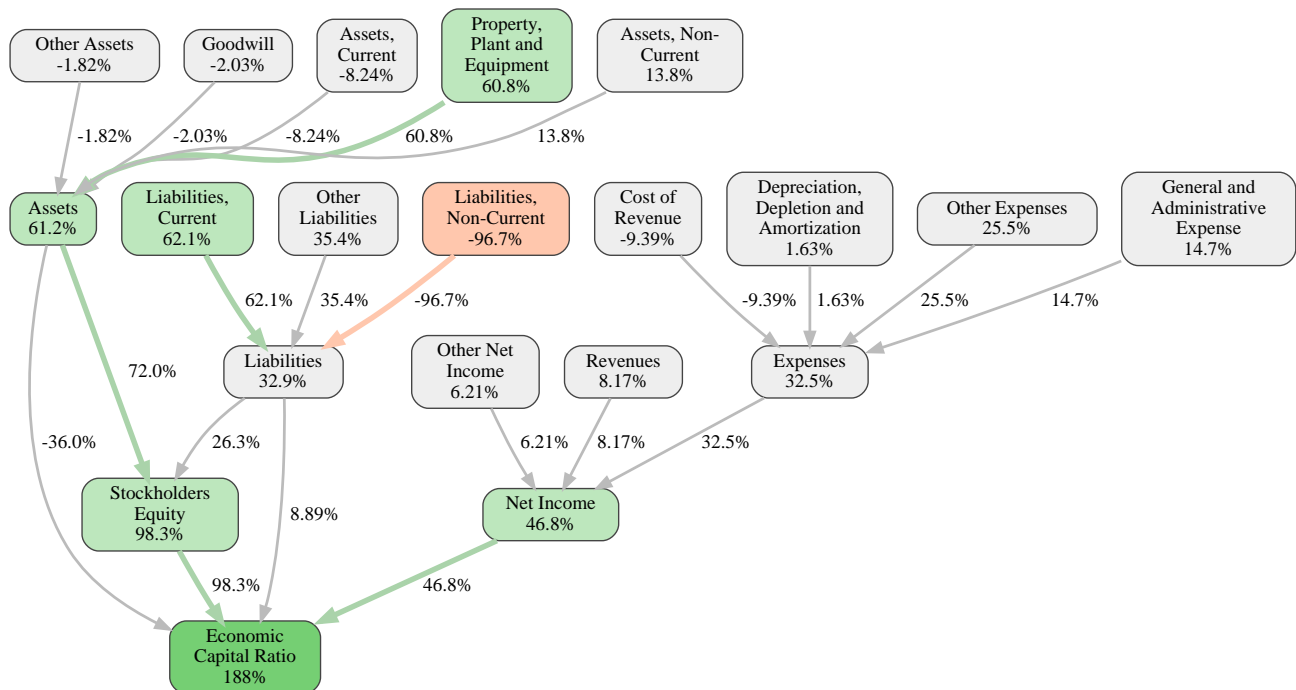 Other Assets
-1.82%
Goodwill
-2.03%
Assets,
Current
-8.24%
Property,
Plant and
Equipment
60.8%
Assets, Non-
Current
13.8%
-1.82%
-2.03%
-8.24%
60.8%
13.8%
Assets
61.2%
Liabilities,
Current
62.1%
Other
Liabilities
35.4%
Liabilities,
Non-Current
-96.7%
Cost of
Revenue
-9.39%
Depreciation,
Depletion and
Amortization
1.63%
Other Expenses
25.5%
General and
Administrative
Expense
14.7%
62.1%
35.4%
-96.7%
-9.39%
1.63%
25.5%
14.7%
72.0%
Liabilities
32.9%
Other Net
Income
6.21%
Revenues
8.17%
Expenses
32.5%
-36.0%
26.3%
6.21%
8.17%
32.5%
Stockholders
Equity
98.3%
8.89%
Net Income
46.8%
98.3%
46.8%
Economic
Capital Ratio
188%